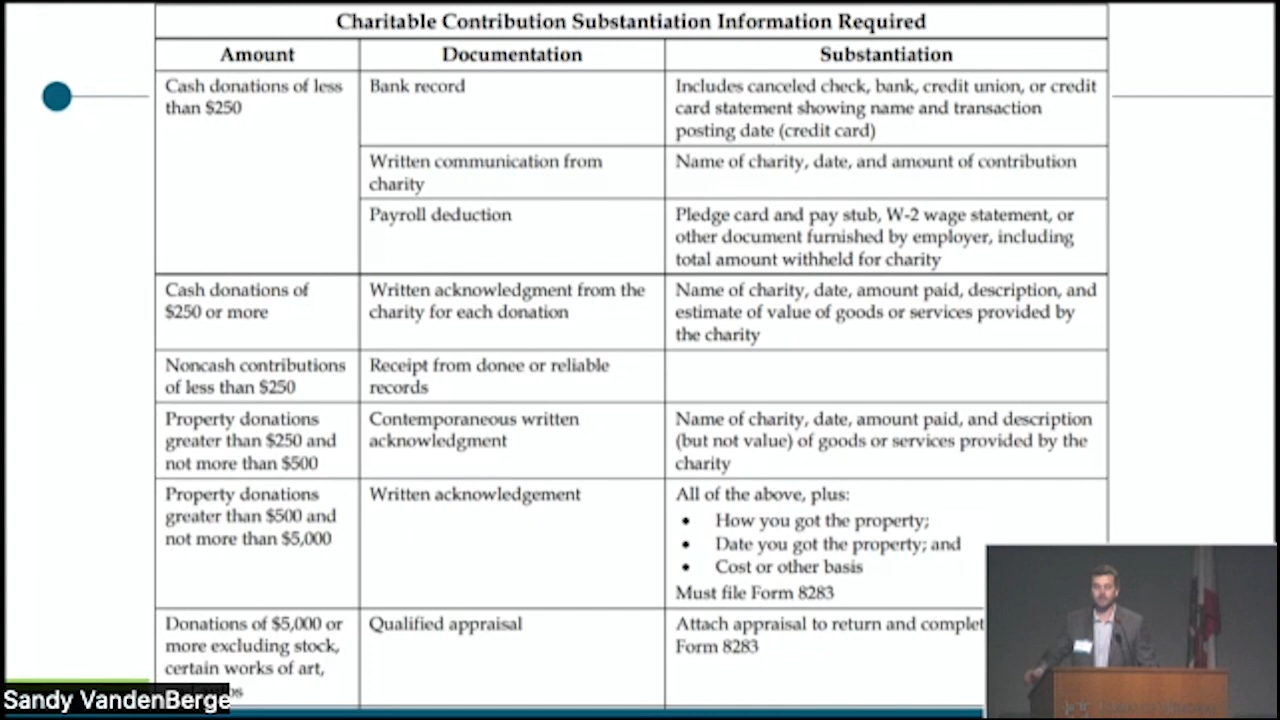 Charitable Contribution Substantiation Information Required
Amount
Documentation
Substantiation
Cash donations of less
than $250
Bank record
Includes canceled check, bank, credit union, or credit
card statement showing name and transaction
posting date (credit card)
Written communication from
charity
Name of charity, date, and amount of contribution
Payroll deduction
Pledge card and pay stub, W-2 wage statement, or
other document furnished by employer, including
total amount withheld for charity
Cash donations of
$250 or more
Written acknowledgment from the
charity for each donation
Name of charity, date, amount paid, description, and
estimate of value of goods or services provided by
the charity
Noncash contributions
of less than $250
Receipt from donee or reliable
records
Property donations
greater than $250 and
not more than $500
Contemporaneous written
acknowledgment
Name of charity, date, amount paid, and description
(but not value) of goods or services provided by the
charity
Property donations
greater than $500 and
not more than $5,000
Written acknowledgement
All of the above, plus:
• How you got the property;
• Date you got the property; and
• Cost or other basis
Must file Form 8283
Donations of $5,000 or
more excluding stock,
certain works of art,
Qualified appraisal
Attach appraisal to return and complet
Form 8283
Sandy VandenBerge